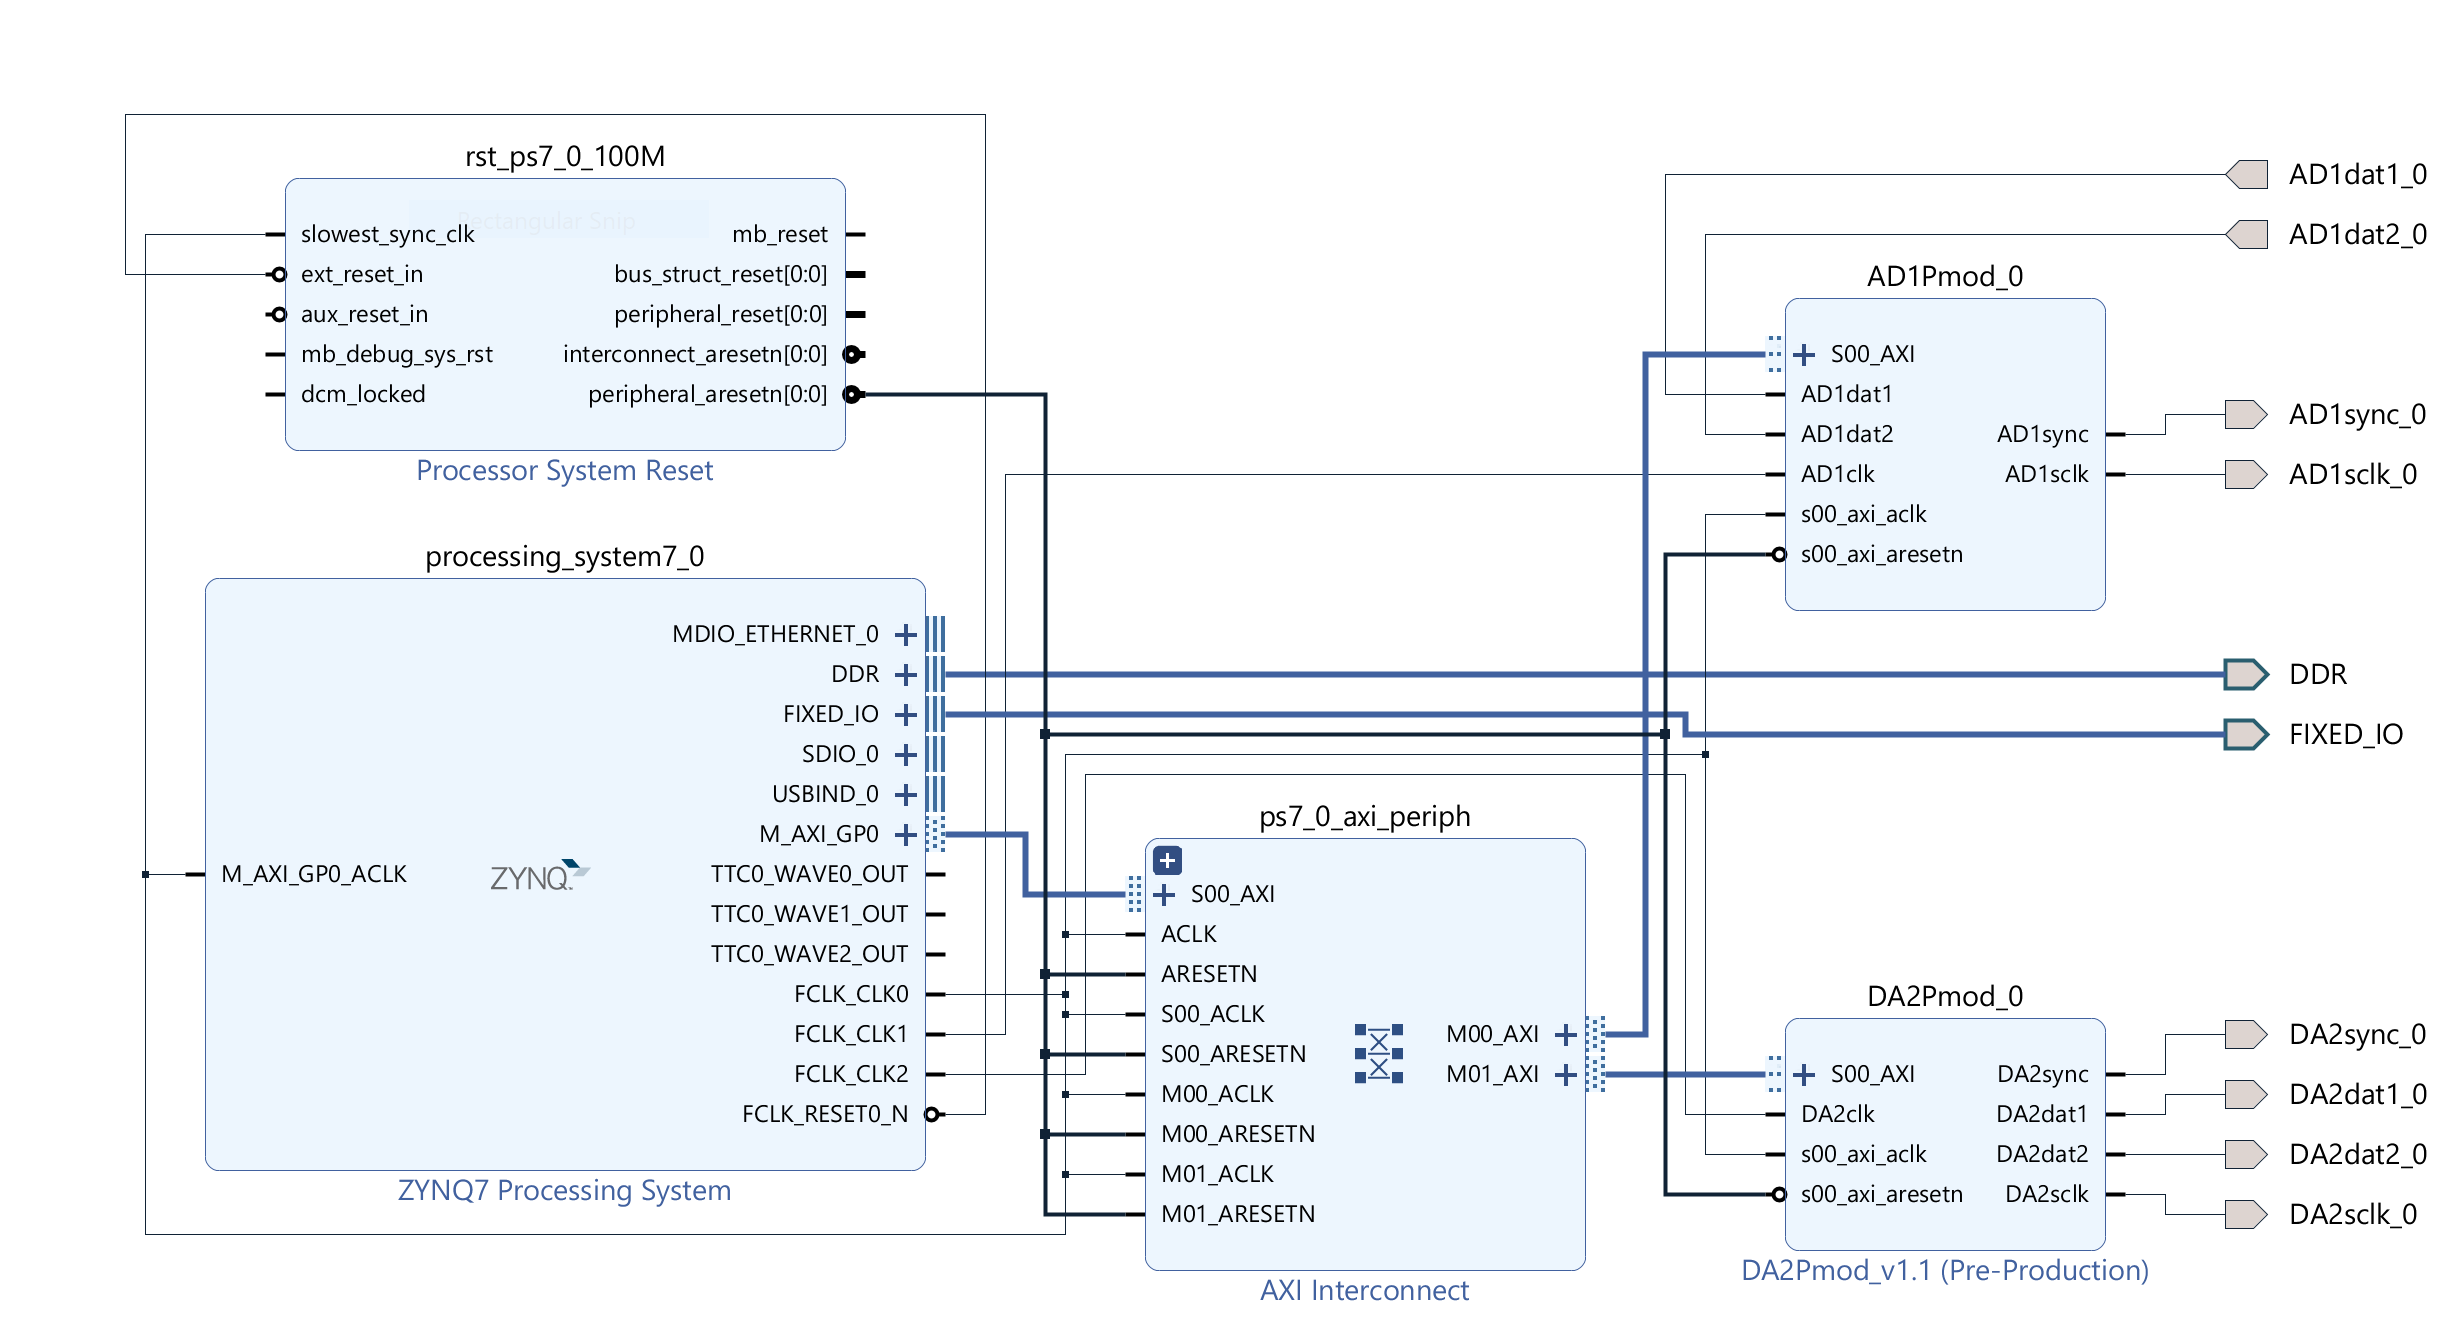 rst_ps7_0_100M
Rectangular Snip
slowest_sync_clk
ext_reset_in
aux_reset_in
mb_debug_sys_rst
dcm_locked
mb_reset
bus_struct_reset[0:0]
peripheral_reset[0:0]
interconnect_aresetn[0:0]
peripheral_aresetn[0:0]
Processor System Reset
processing_system7_0
M_AXI_GP0_ACLK
ZYNQ
MDIO_ETHERNET_0
DDR
FIXED_IO
SDIO_0
USBIND_0
M_AXI_GP0
TTC0_WAVE0_OUT
TTC0_WAVE1_OUT
TTC0_WAVE2_OUT
FCLK_CLK0
FCLK_CLK1
FCLK_CLK2
FCLK_RESET0_N
ZYNQ7 Processing System
ps7_0_axi_periph
S00_AXI
ACLK
ARESETN
S00_ACLK
S00_ARESETN
M00_ACLK
M00_ARESETN
M01_ACLK
M01_ARESETN
M00_AXI
M01_AXI
AXI Interconnect
AD1Pmod_0
S00_AXI
AD1dat1
AD1dat2
AD1clk
s00_axi_aclk
s00_axi_aresetn
AD1sync
AD1sclk
DA2Pmod_0
S00_AXI
DA2clk
s00_axi_aclk
s00_axi_aresetn
DA2sync
DA2dat1
DA2dat2
DA2sclk
DA2Pmod_v1.1 (Pre-Production)
AD1dat1_0
AD1dat2_0
AD1sync_0
AD1sclk_0
DDR
FIXED_IO
DA2sync_0
DA2dat1_0
DA2dat2_0
DA2sclk_0